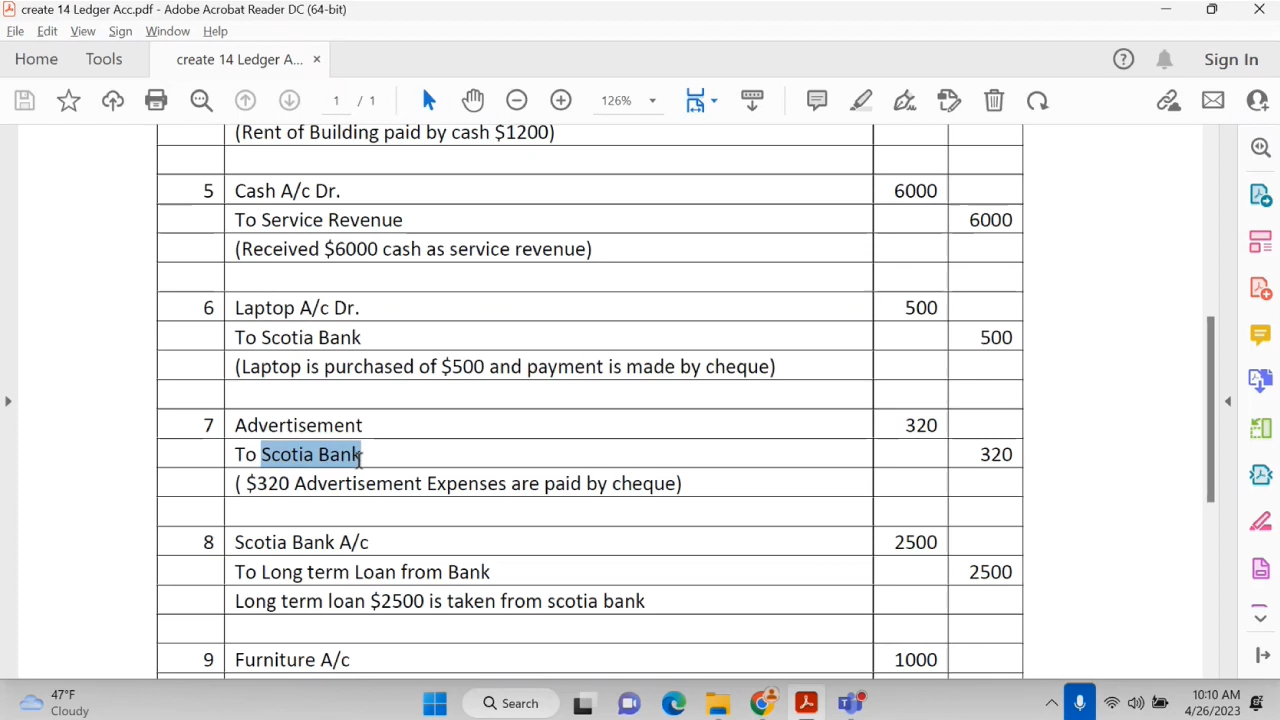 create 14 Ledger Acc.pdf - Adobe Acrobat Reader DC (64-bit)
File Edit View Sign Window Help
Home Tools create 14 Ledger A... × Sign In
1 / 1 126%
(Rent of Building paid by cash $1200)
5 Cash A/c Dr. 6000
To Service Revenue 6000
(Received $6000 cash as service revenue)
6 Laptop A/c Dr. 500
To Scotia Bank 500
(Laptop is purchased of $500 and payment is made by cheque)
7 Advertisement 320
To Scotia Bank 320
( $320 Advertisement Expenses are paid by cheque)
8 Scotia Bank A/c 2500
To Long term Loan from Bank 2500
Long term loan $2500 is taken from scotia bank
9 Furniture A/c 1000
47°F
Cloudy
Search
10:10 AM
4/26/2023